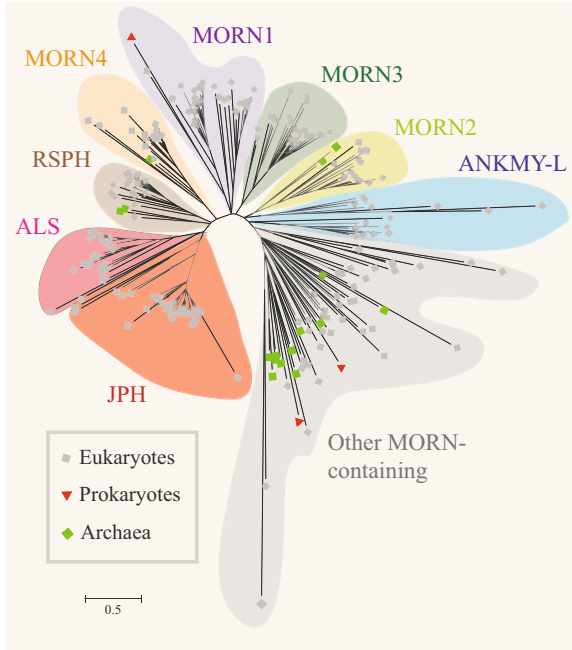 MORN1
MORN4
MORN3
MORN2
RSPH
ANKMY-L
ALS
JPH
Other MORN-
containing
Eukaryotes
Prokaryotes
Archaea
0.5